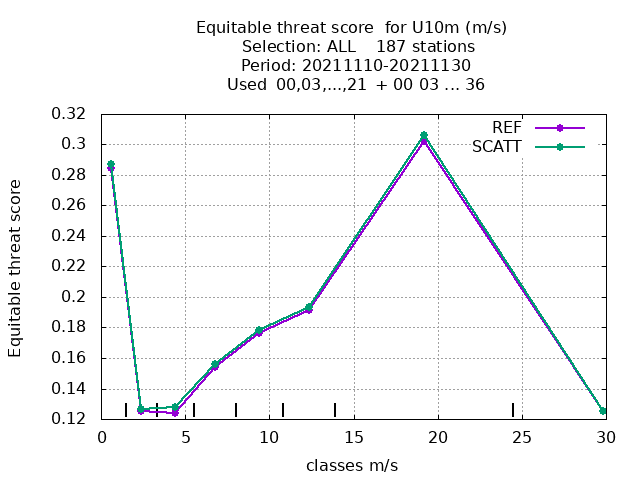 Equitable threat score  for U10m (m/s)
Selection: ALL    187 stations
Period: 20211110-20211130
Used  00,03,...,21  + 00 03 ... 36
REF
SCATT
0.32
0.3
0.28
0.26
0.24
0.22
0.2
0.18
0.16
0.14
0.12
Equitable threat score
0 5 10 15 20 25 30
classes m/s